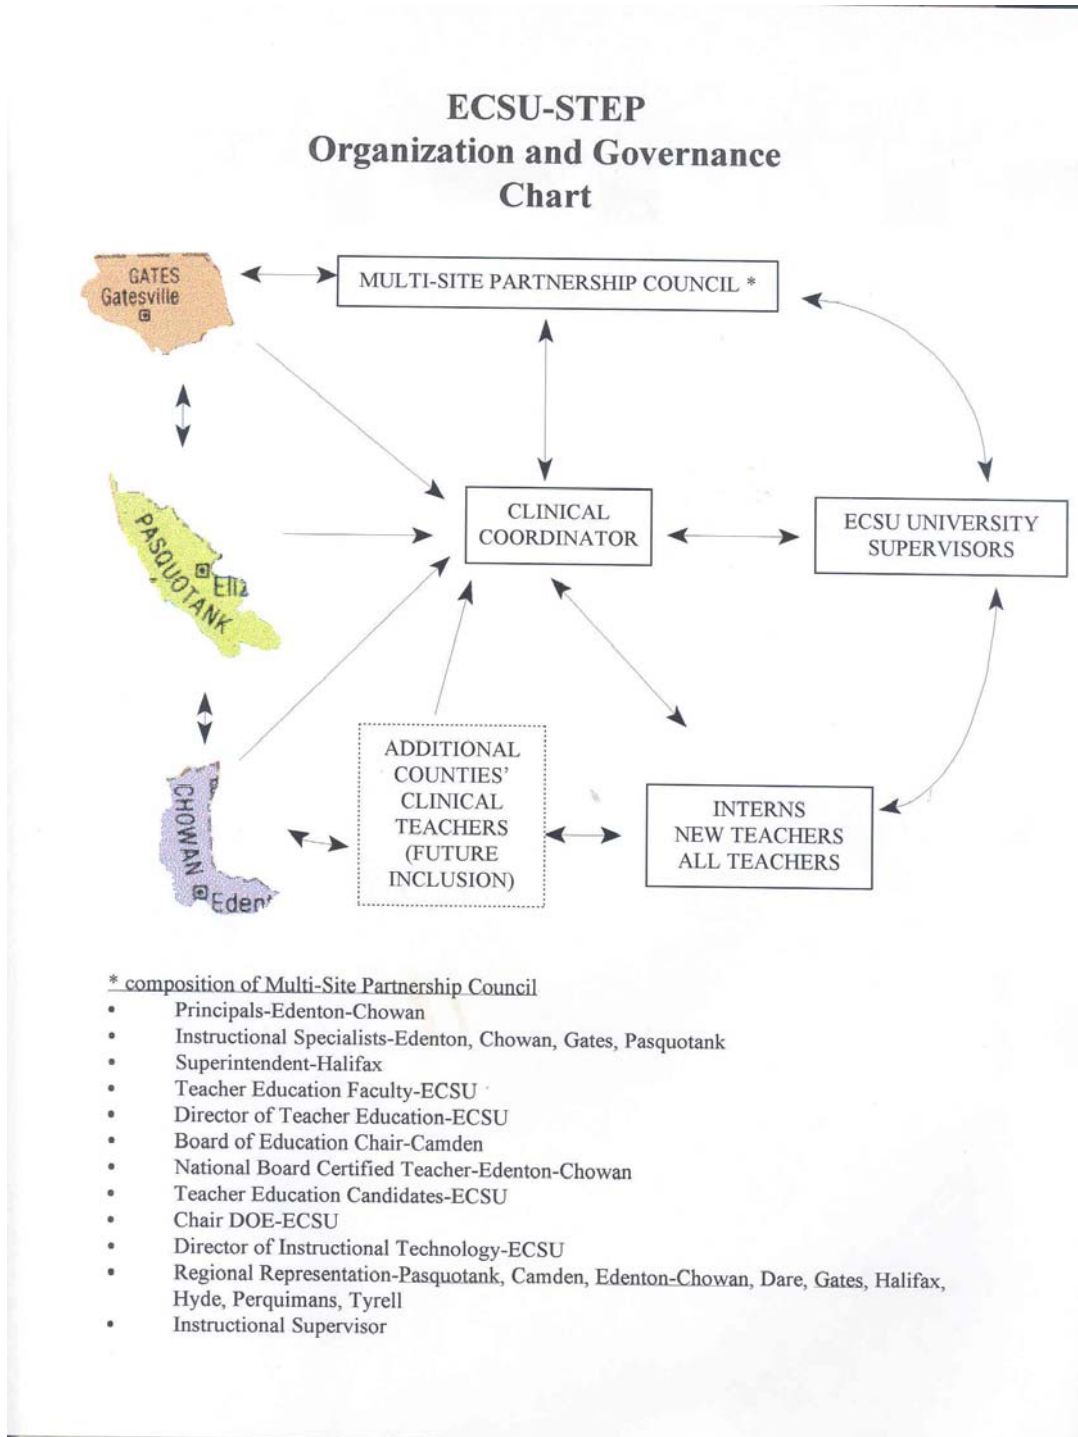 ECSU-STEP
Organization and Governance
Chart
GATES
Gatesville
MULTI-SITE PARTNERSHIP COUNCIL *
PASQUOTANK
Eliz
CLINICAL
COORDINATOR
ECSU UNIVERSITY
SUPERVISORS
CHOWAN
Edent
ADDITIONAL
COUNTIES'
CLINICAL
TEACHERS
(FUTURE
INCLUSION)
INTERNS
NEW TEACHERS
ALL TEACHERS
* composition of Multi-Site Partnership Council
• Principals-Edenton-Chowan
• Instructional Specialists-Edenton, Chowan, Gates, Pasquotank
• Superintendent-Halifax
• Teacher Education Faculty-ECSU
• Director of Teacher Education-ECSU
• Board of Education Chair-Camden
• National Board Certified Teacher-Edenton-Chowan
• Teacher Education Candidates-ECSU
• Chair DOE-ECSU
• Director of Instructional Technology-ECSU
• Regional Representation-Pasquotank, Camden, Edenton-Chowan, Dare, Gates, Halifax,
Hyde, Perquimans, Tyrell
• Instructional Supervisor